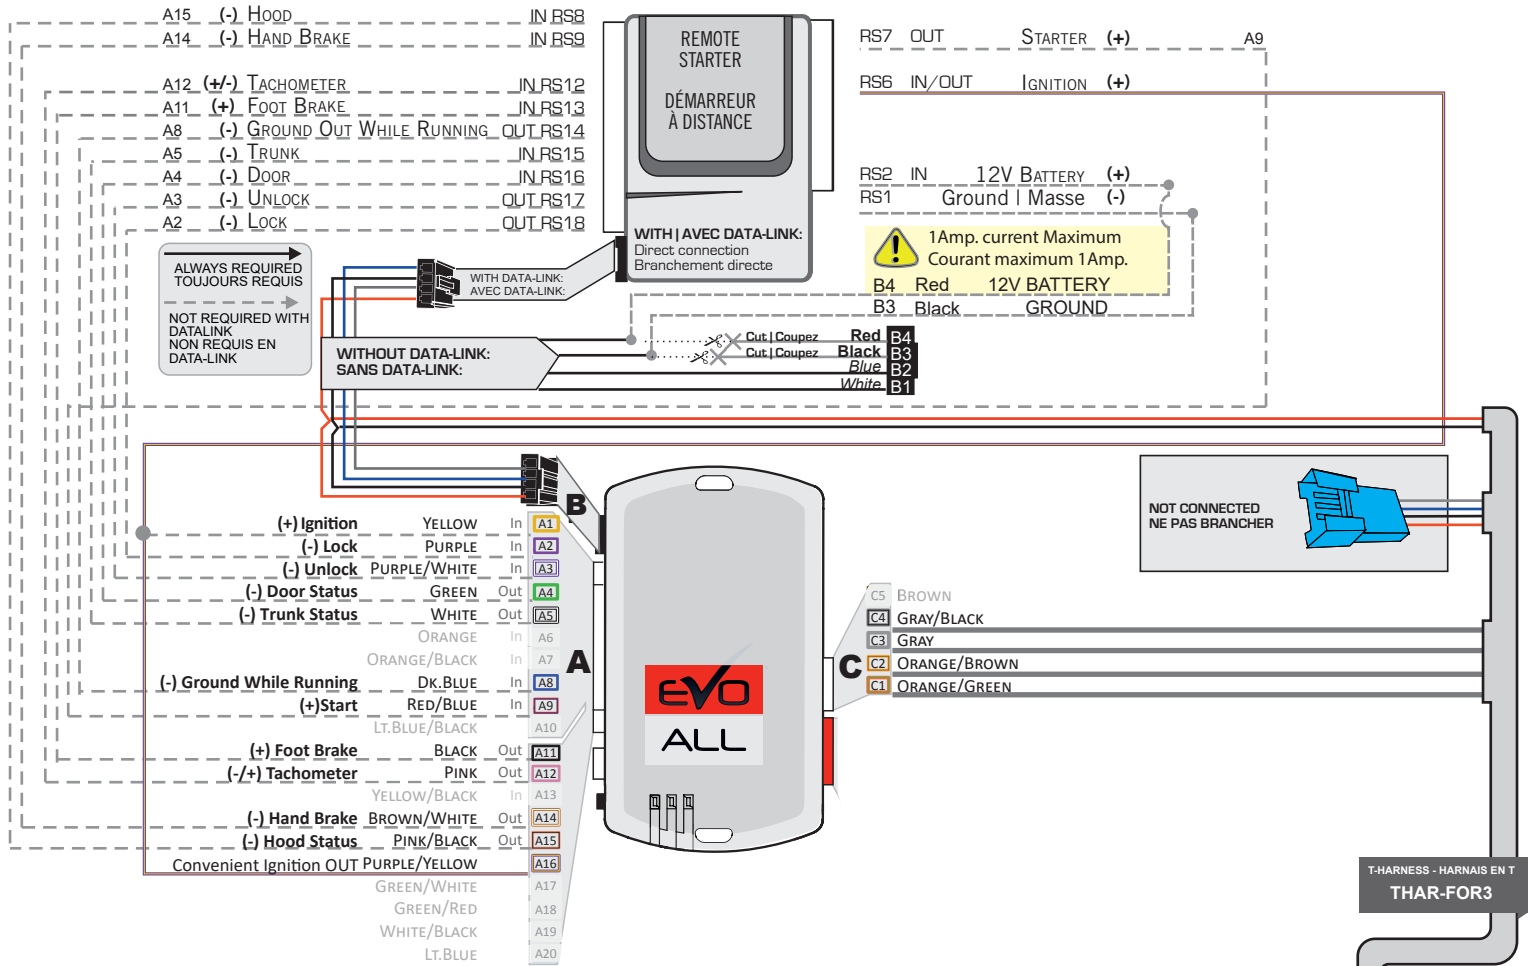 A15 (-) HOOD IN RS8
A14 (-) HAND BRAKE IN RS9
A12 (+/-) TACHOMETER IN RS12
A11 (+) FOOT BRAKE IN RS13
A8 (-) GROUND OUT WHILE RUNNING OUT RS14
A5 (-) TRUNK IN RS15
A4 (-) DOOR IN RS16
A3 (-) UNLOCK OUT RS17
A2 (-) LOCK OUT RS18
REMOTE
STARTER
DÉMARREUR
À DISTANCE
WITH | AVEC DATA-LINK:
Direct connection
Branchement directe
RS7 OUT STARTER (+) A9
RS6 IN/OUT IGNITION (+)
RS2 IN 12V BATTERY (+)
RS1 Ground | Masse (-)
1Amp. current Maximum
Courant maximum 1Amp.
B4 Red 12V BATTERY
B3 Black GROUND
ALWAYS REQUIRED
TOUJOURS REQUIS
NOT REQUIRED WITH
DATALINK
NON REQUIS EN
DATA-LINK
WITH DATA-LINK:
AVEC DATA-LINK:
WITHOUT DATA-LINK:
SANS DATA-LINK:
Cut | Coupez Red B4
Cut | Coupez Black B3
Blue B2
White B1
B
(+) Ignition YELLOW In A1
(-) Lock PURPLE In A2
(-) Unlock PURPLE/WHITE In A3
(-) Door Status GREEN Out A4
(-) Trunk Status WHITE Out A5
ORANGE In A6
ORANGE/BLACK In A7
(-) Ground While Running DK.BLUE In A8
(+)Start RED/BLUE In A9
LT.BLUE/BLACK A10
(+) Foot Brake BLACK Out A11
(-/+) Tachometer PINK Out A12
YELLOW/BLACK In A13
(-) Hand Brake BROWN/WHITE Out A14
(-) Hood Status PINK/BLACK Out A15
Convenient Ignition OUT PURPLE/YELLOW A16
GREEN/WHITE A17
GREEN/RED A18
WHITE/BLACK A19
LT.BLUE A20
A
EVO
ALL
C
C5 BROWN
C4 GRAY/BLACK
C3 GRAY
C2 ORANGE/BROWN
C1 ORANGE/GREEN
NOT CONNECTED
NE PAS BRANCHER
T-HARNESS - HARNAIS EN T
THAR-FOR3